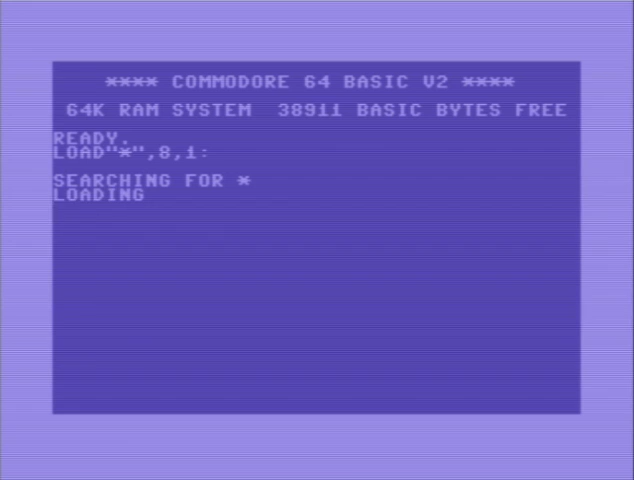 **** COMMODORE 64 BASIC V2 ****
64K RAM SYSTEM  38911 BASIC BYTES FREE
READY.
LOAD"*",8,1:
SEARCHING FOR *
LOADING